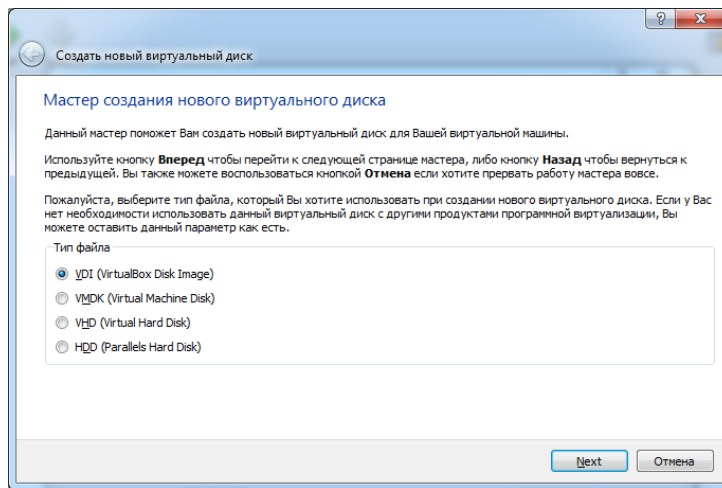 Создать новый виртуальный диск
Мастер создания нового виртуального диска
Данный мастер поможет Вам создать новый виртуальный диск для Вашей виртуальной машины.
Используйте кнопку Вперед чтобы перейти к следующей странице мастера, либо кнопку Назад чтобы вернуться к
предыдущей. Вы также можете воспользоваться кнопкой Отмена если хотите прервать работу мастера вовсе.
Пожалуйста, выберите тип файла, который Вы хотите использовать при создании нового виртуального диска. Если у Вас
нет необходимости использовать данный виртуальный диск с другими продуктами программной виртуализации, Вы
можете оставить данный параметр как есть.
Тип файла
VDI (VirtualBox Disk Image)
VMDK (Virtual Machine Disk)
VHD (Virtual Hard Disk)
HDD (Parallels Hard Disk)
Next Отмена